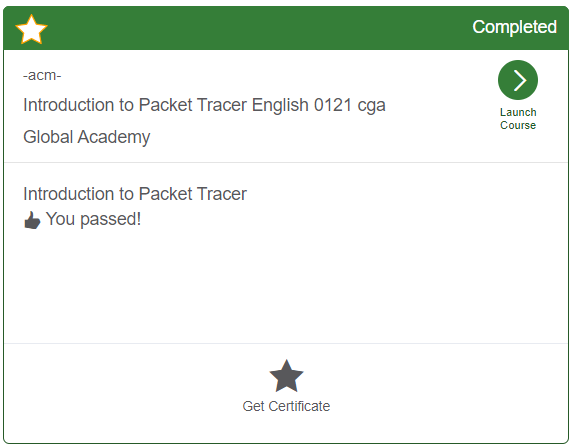 Completed
-acm-
Introduction to Packet Tracer English 0121 cga
Global Academy
Launch
Course
Introduction to Packet Tracer
You passed!
Get Certificate